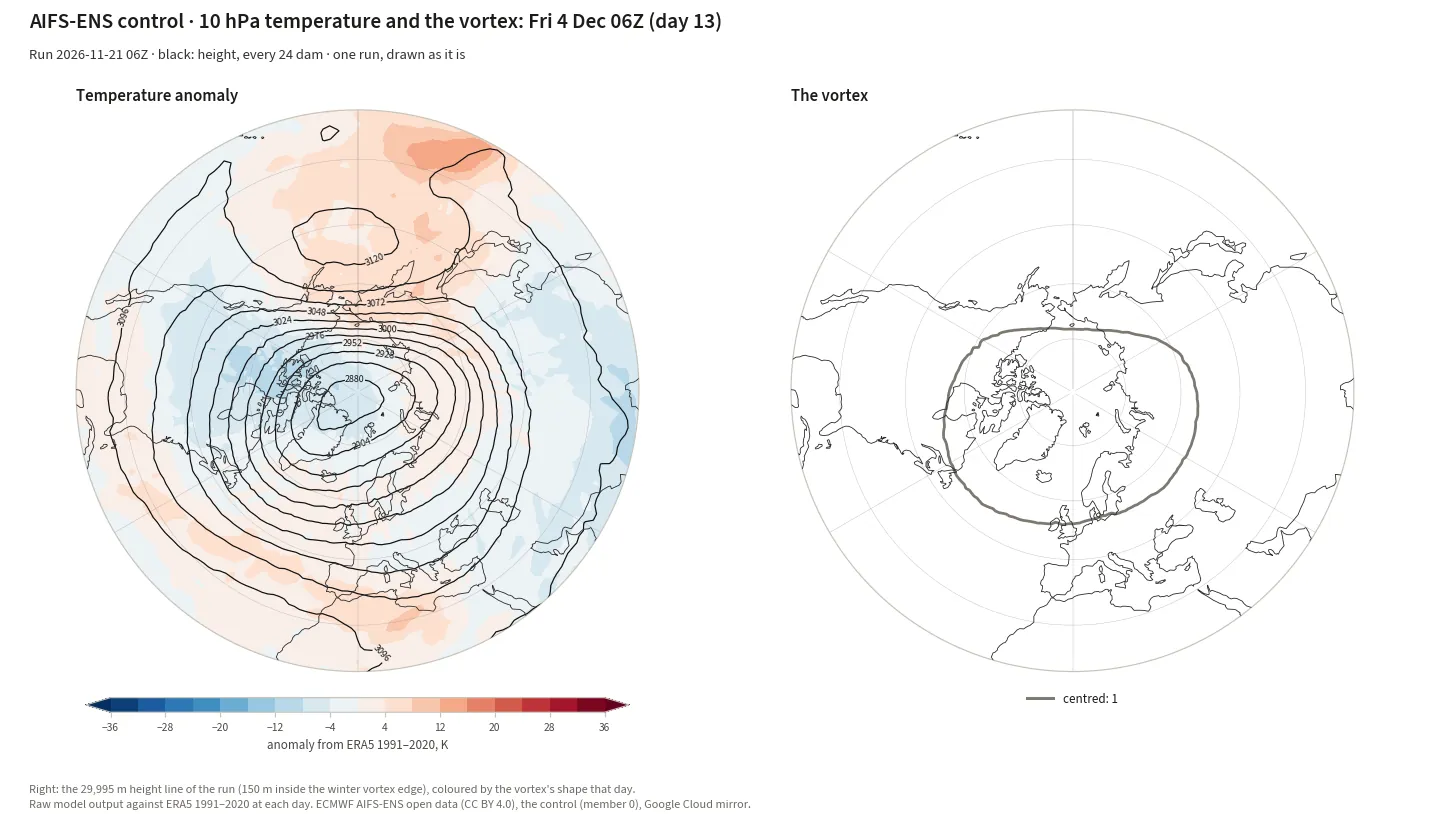 AIFS-ENS control · 10 hPa temperature and the vortex: Fri 4 Dec 06Z (day 13)
Run 2026-11-21 06Z · black: height, every 24 dam · one run, drawn as it is
Temperature anomaly
The vortex
3120
3096
3072
3048
3024
3000
2976
2952
2928
2880
2904
3096
centred: 1
−36 −28 −20 −12 −4 4 12 20 28 36
anomaly from ERA5 1991–2020, K
Right: the 29,995 m height line of the run (150 m inside the winter vortex edge), coloured by the vortex's shape that day.
Raw model output against ERA5 1991–2020 at each day. ECMWF AIFS-ENS open data (CC BY 4.0), the control (member 0), Google Cloud mirror.